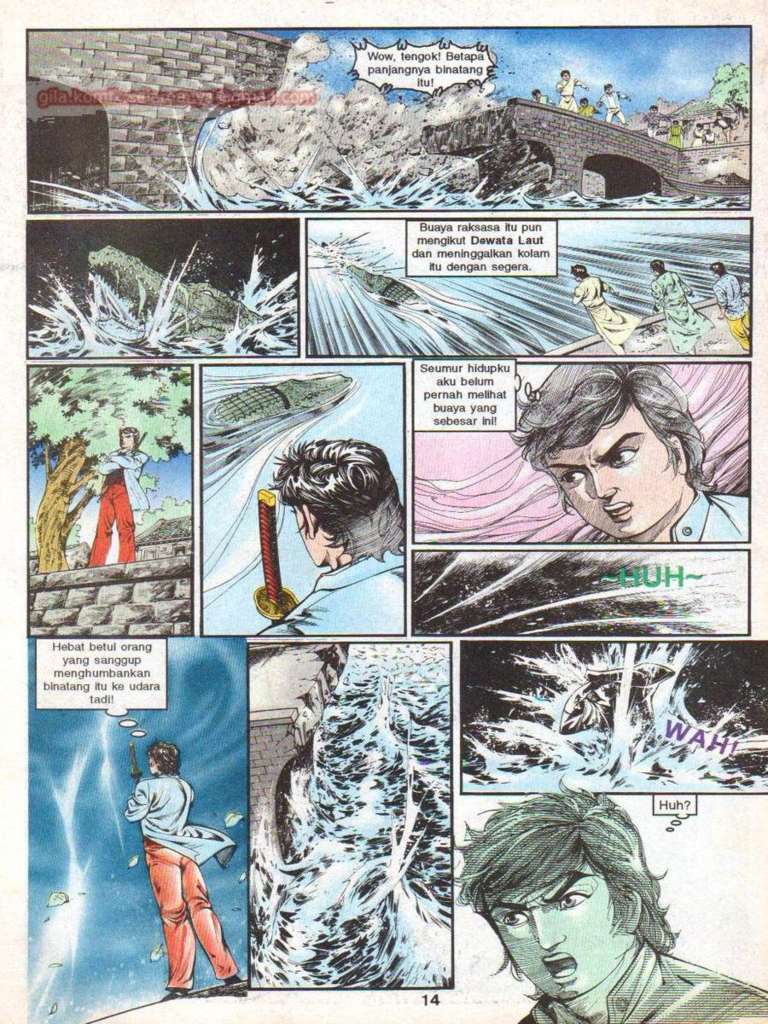 Wow, tengok! Betapa
panjangnya binatang
itu!
Buaya raksasa itu pun
mengikut Dewata Laut
dan meninggalkan kolam
itu dengan segera.
Seumur hidupku
aku belum
pernah melihat
buaya yang
sebesar ini!
~HUH~
Hebat betul orang
yang sanggup
menghumbankan
binatang itu ke udara
tadi!
WAH!
Huh?
14